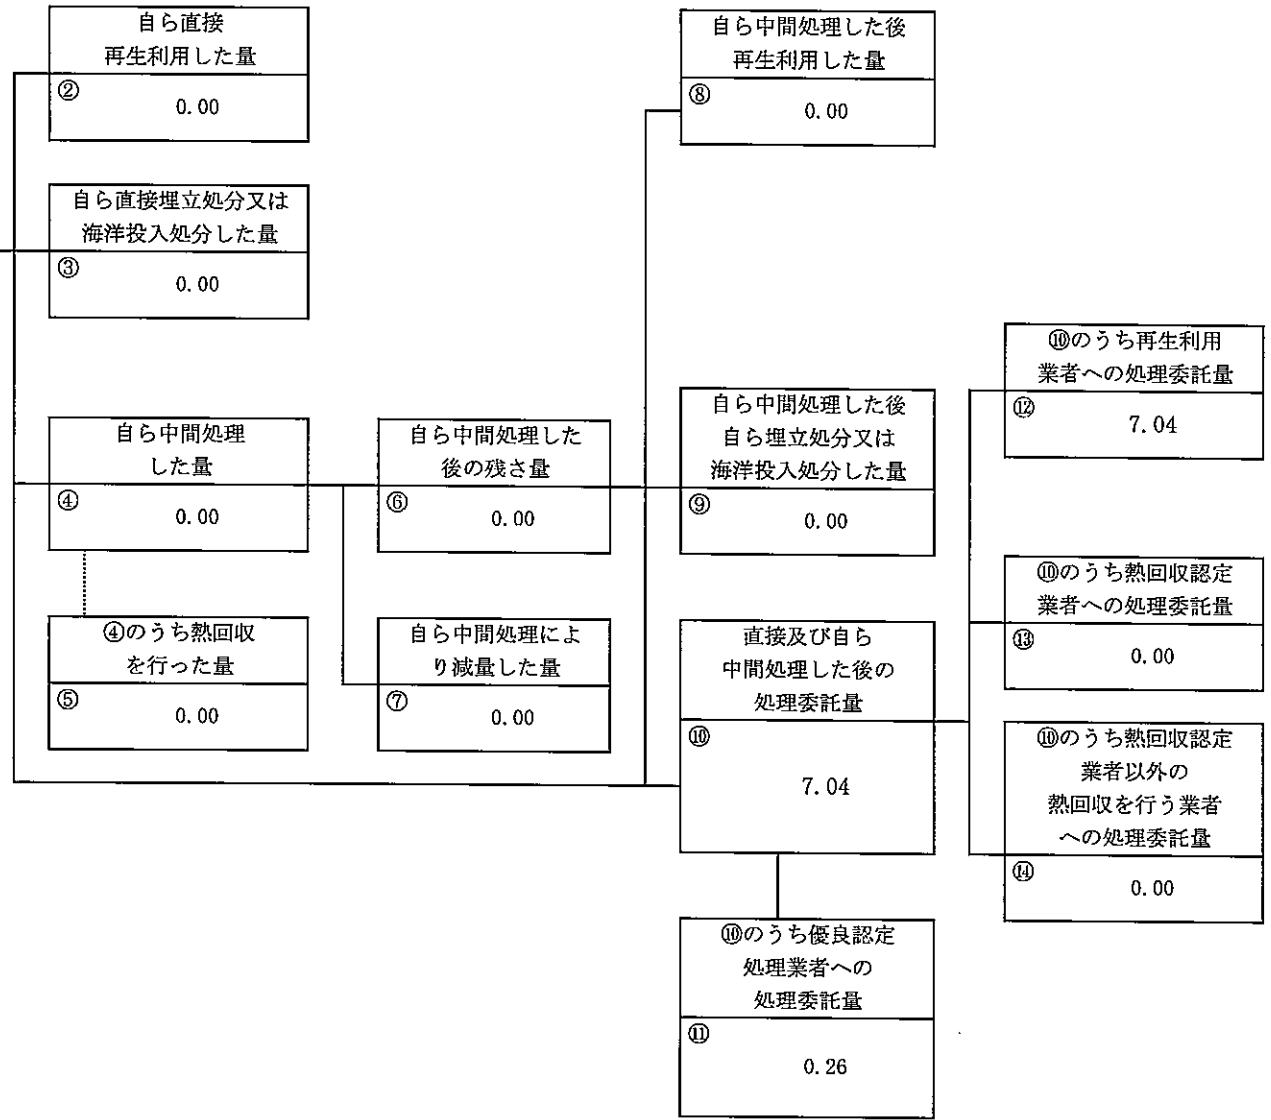 自ら直接
再生利用した量
②
0.00
自ら直接埋立処分又は
海洋投入処分した量
③
0.00
自ら中間処理
した量
④
0.00
④のうち熱回収
を行った量
⑤
0.00
自ら中間処理した
後の残さ量
⑥
0.00
自ら中間処理によ
り減量した量
⑦
0.00
自ら中間処理した後
再生利用した量
⑧
0.00
自ら中間処理した後
自ら埋立処分又は
海洋投入処分した量
⑨
0.00
直接及び自ら
中間処理した後の
処理委託量
⑩
7.04
⑩のうち優良認定
処理業者への
処理委託量
⑪
0.26
⑩のうち再生利用
業者への処理委託量
⑫
7.04
⑩のうち熱回収認定
業者への処理委託量
⑬
0.00
⑩のうち熱回収認定
業者以外の
熱回収を行う業者
への処理委託量
⑭
0.00